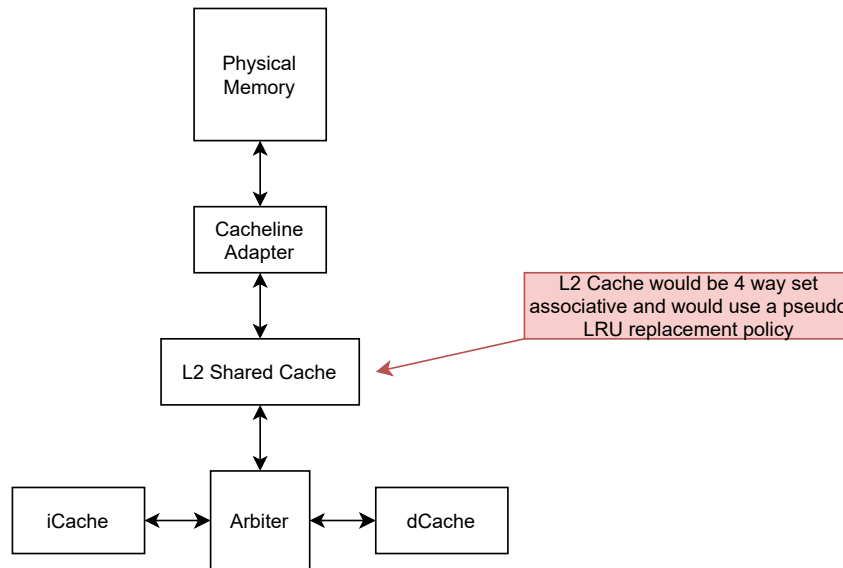 Physical
Memory
Cacheline
Adapter
L2 Cache would be 4 way set
associative and would use a pseudo
LRU replacement policy
L2 Shared Cache
iCache
Arbiter
dCache